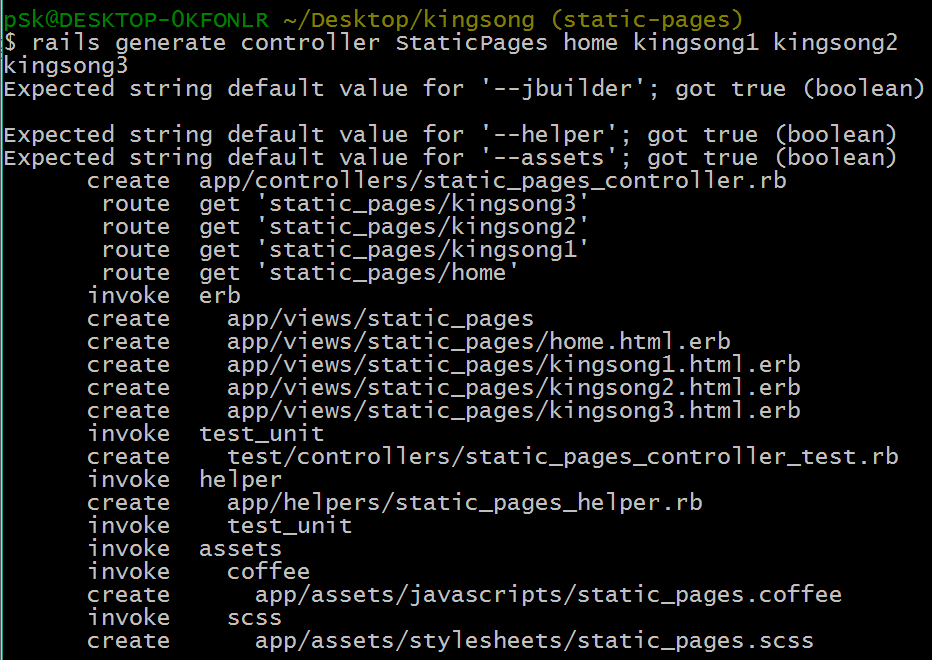 pSk@DESKTOP-0KFONLR ~/Desktop/kingsong (static-pages)
$ rails generate controller StaticPages home kingsong1 kingsong2
kingsong3
Expected string default value for '--jbuilder'; got true (boolean)
Expected string default value for '--helper'; got true (boolean)
Expected string default value for '--assets'; got true (boolean)
      create  app/controllers/static_pages_controller.rb
       route  get 'static_pages/kingsong3'
       route  get 'static_pages/kingsong2'
       route  get 'static_pages/kingsong1'
       route  get 'static_pages/home'
      invoke  erb
      create    app/views/static_pages
      create    app/views/static_pages/home.html.erb
      create    app/views/static_pages/kingsong1.html.erb
      create    app/views/static_pages/kingsong2.html.erb
      create    app/views/static_pages/kingsong3.html.erb
      invoke  test_unit
      create    test/controllers/static_pages_controller_test.rb
      invoke  helper
      create    app/helpers/static_pages_helper.rb
      invoke    test_unit
      invoke  assets
      invoke    coffee
      create      app/assets/javascripts/static_pages.coffee
      invoke    scss
      create      app/assets/stylesheets/static_pages.scss